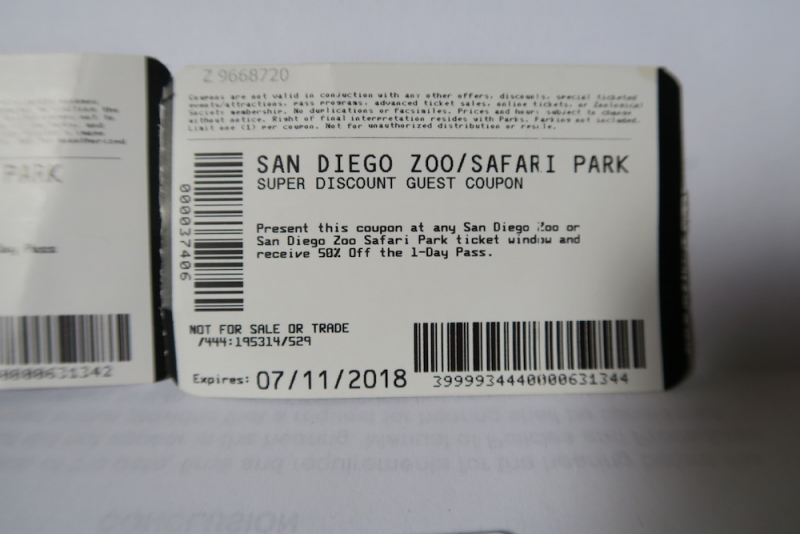 Z 9668720
Coupons are not valid in conjuction with any other offers, discounts, special ticketed
events/attractions, pass programs, advanced ticket sales, online tickets, or Zoological
Society membership. No duplications or facsimiles. Prices and hours subject to change
without notice. Right of final interpretation resides with Parks. Parking not included.
Limit one (1) per coupon. Not for unauthorized distribution or resale.
SAN DIEGO ZOO/SAFARI PARK
SUPER DISCOUNT GUEST COUPON
0000037406
Present this coupon at any San Diego Zoo or
San Diego Zoo Safari Park ticket window and
receive 50% Off the 1-Day Pass.
NOT FOR SALE OR TRADE
/444:195314/529
Expires: 07/11/2018
3999934440000631344
PARK
Day Pass
0000631342
CONCLUSION